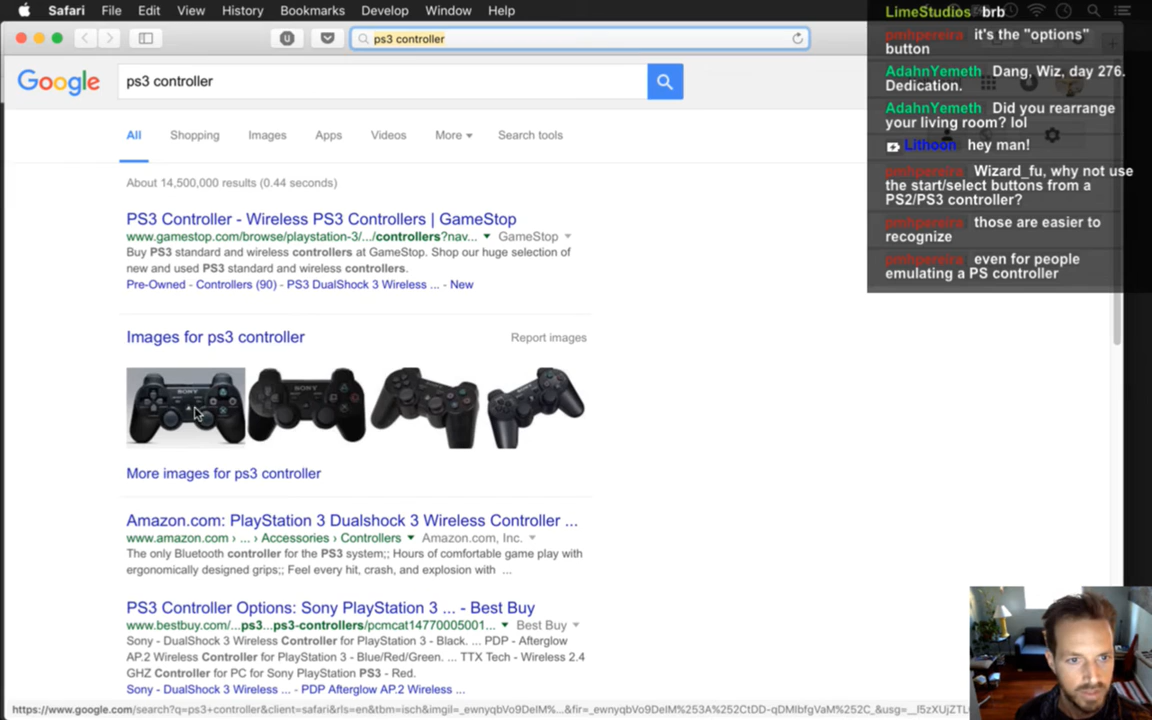 Safari File Edit View History Bookmarks Develop Window Help
ps3 controller
Google ps3 controller
All Shopping Images Apps Videos More Search tools
About 14,500,000 results (0.44 seconds)
PS3 Controller - Wireless PS3 Controllers | GameStop
www.gamestop.com/browse/playstation-3/.../controllers?nav... GameStop
Buy PS3 standard and wireless controllers at GameStop. Shop our huge selection of
new and used PS3 standard and wireless controllers.
Pre-Owned - Controllers (90) - PS3 DualShock 3 Wireless ... - New
Images for ps3 controller Report images
SONY
More images for ps3 controller
Amazon.com: PlayStation 3 Dualshock 3 Wireless Controller ...
www.amazon.com › ... › Accessories › Controllers Amazon.com, Inc.
The only Bluetooth controller for the PS3 system;; Hours of comfortable game play with
ergonomically designed grips;; Feel every hit, crash, and explosion with ...
PS3 Controller Options: Sony PlayStation 3 ... - Best Buy
www.bestbuy.com/...ps3...ps3-controllers/pcmcat14770005001... Best Buy
Sony - DualShock 3 Wireless Controller for PlayStation 3 - Black. ... PDP - Afterglow
AP.2 Wireless Controller for PlayStation 3 - Blue/Red/Green. ... TTX Tech - Wireless 2.4
GHZ Controller for PC for Sony PlayStation PS3 - Red.
Sony - DualShock 3 Wireless ... - PDP Afterglow AP.2 Wireless ...
LimeStudios brb
pmhpereira it's the "options"
button
AdahnYemeth Dang, Wiz, day 276.
Dedication.
AdahnYemeth Did you rearrange
your living room? lol
Lithoon hey man!
pmhpereira Wizard_fu, why not use
the start/select buttons from a
PS2/PS3 controller?
pmhpereira those are easier to
recognize
pmhpereira even for people
emulating a PS controller